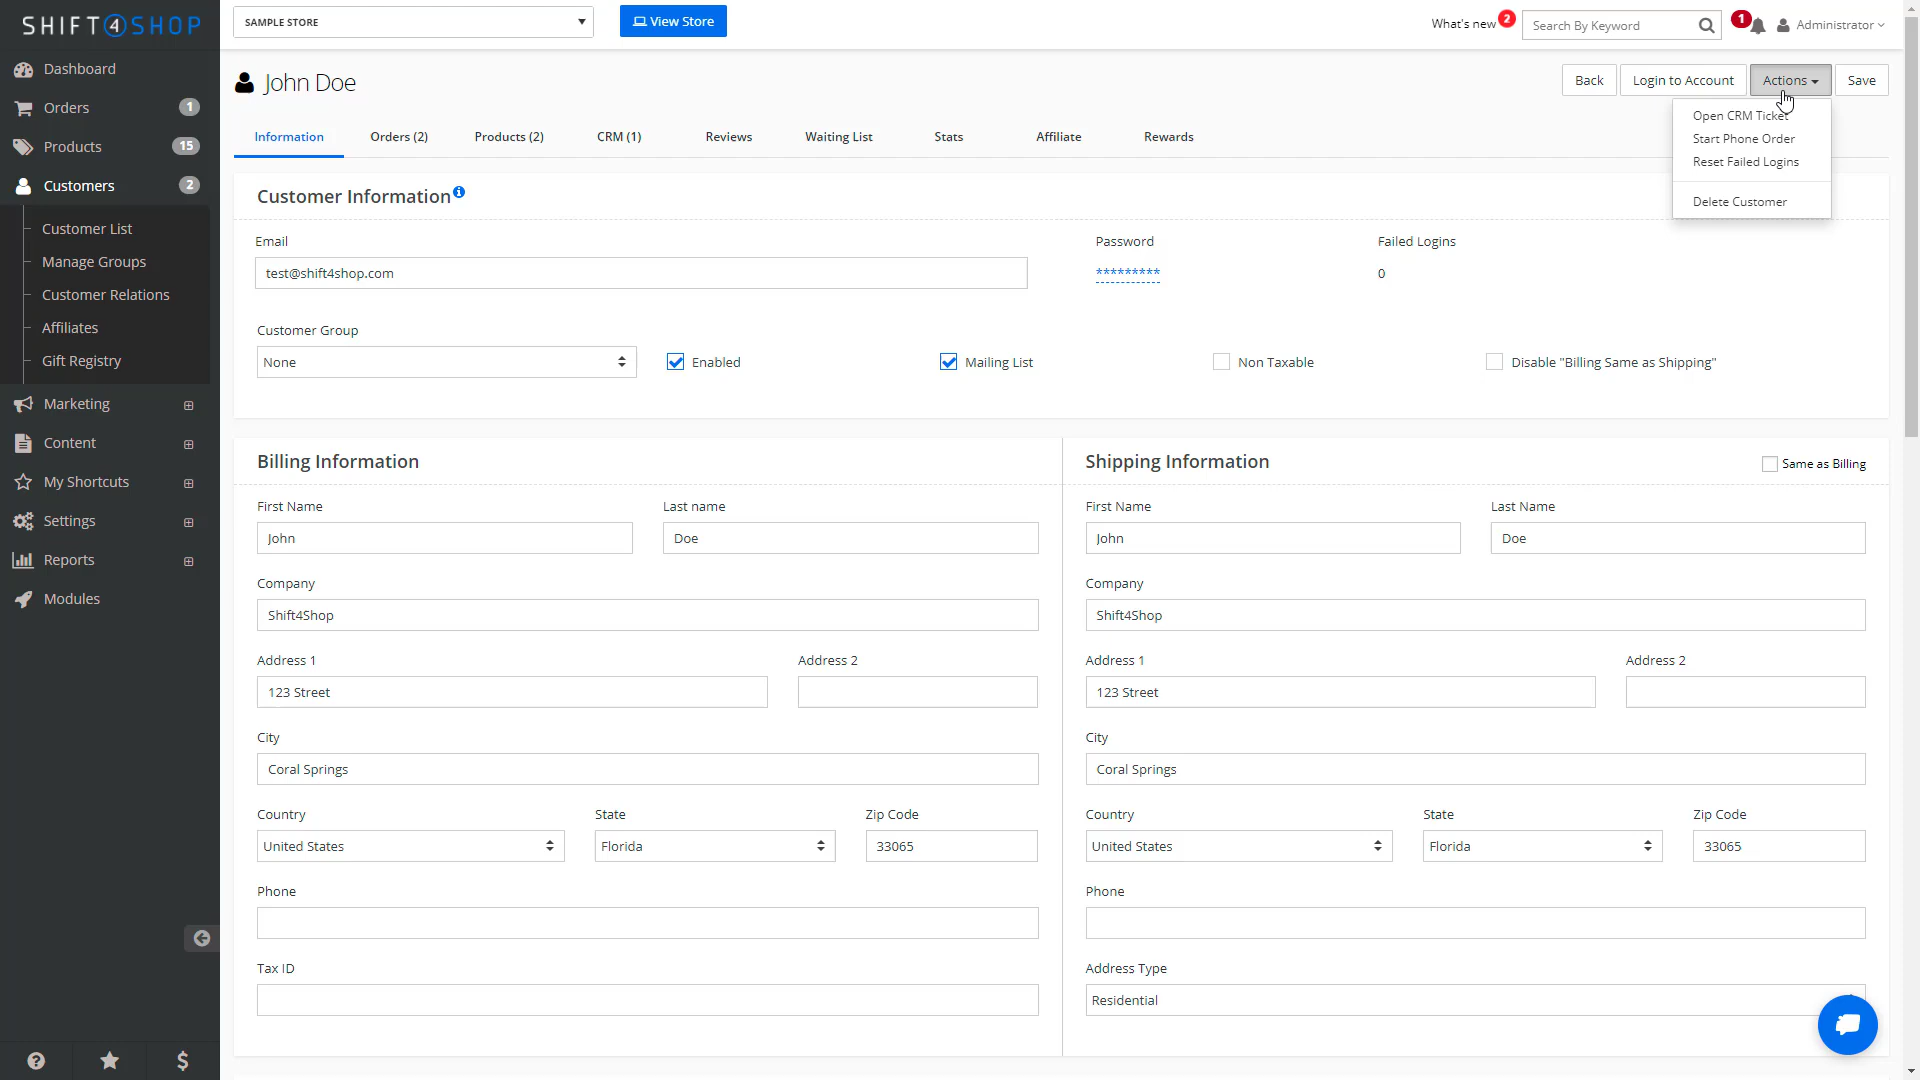 SHIFT4SHOP
SAMPLE STORE
View Store
What's new 2
Search By Keyword
1
Administrator
Dashboard
Orders 1
Products 15
Customers 2
Customer List
Manage Groups
Customer Relations
Affiliates
Gift Registry
Marketing
Content
My Shortcuts
Settings
Reports
Modules
John Doe
Back
Login to Account
Actions
Save
Open CRM Ticket
Start Phone Order
Reset Failed Logins
Delete Customer
Information
Orders (2)
Products (2)
CRM (1)
Reviews
Waiting List
Stats
Affiliate
Rewards
Customer Information
Email
test@shift4shop.com
Password
*********
Failed Logins
0
Customer Group
None
Enabled
Mailing List
Non Taxable
Disable "Billing Same as Shipping"
Billing Information
First Name
John
Last name
Doe
Company
Shift4Shop
Address 1
123 Street
Address 2
City
Coral Springs
Country
United States
State
Florida
Zip Code
33065
Phone
Tax ID
Shipping Information
Same as Billing
First Name
John
Last Name
Doe
Company
Shift4Shop
Address 1
123 Street
Address 2
City
Coral Springs
Country
United States
State
Florida
Zip Code
33065
Phone
Address Type
Residential